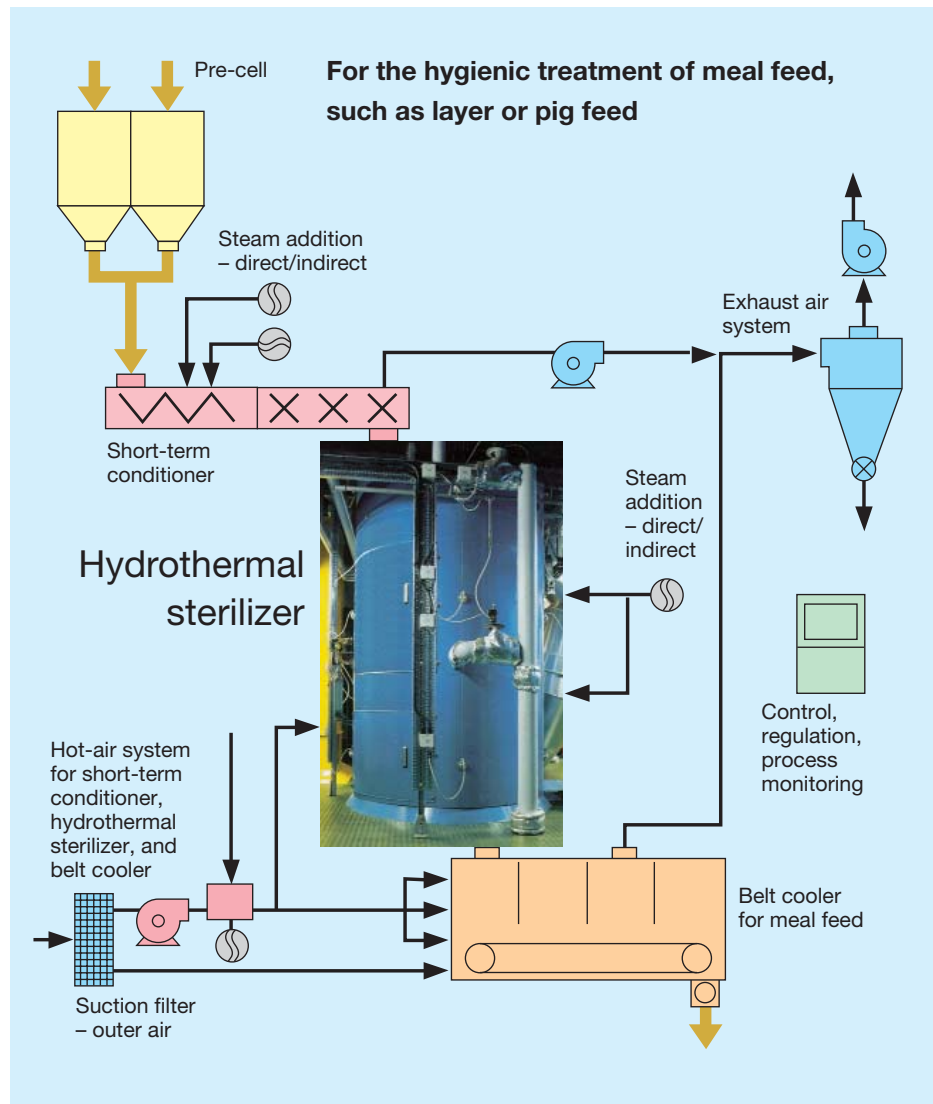 Pre-cell
For the hygienic treatment of meal feed,
such as layer or pig feed
Steam addition
– direct/indirect
Exhaust air
system
Short-term
conditioner
Steam
addition
– direct/
indirect
Hydrothermal
sterilizer
Control,
regulation,
process
monitoring
Hot-air system
for short-term
conditioner,
hydrothermal
sterilizer, and
belt cooler
Belt cooler
for meal feed
Suction filter
– outer air